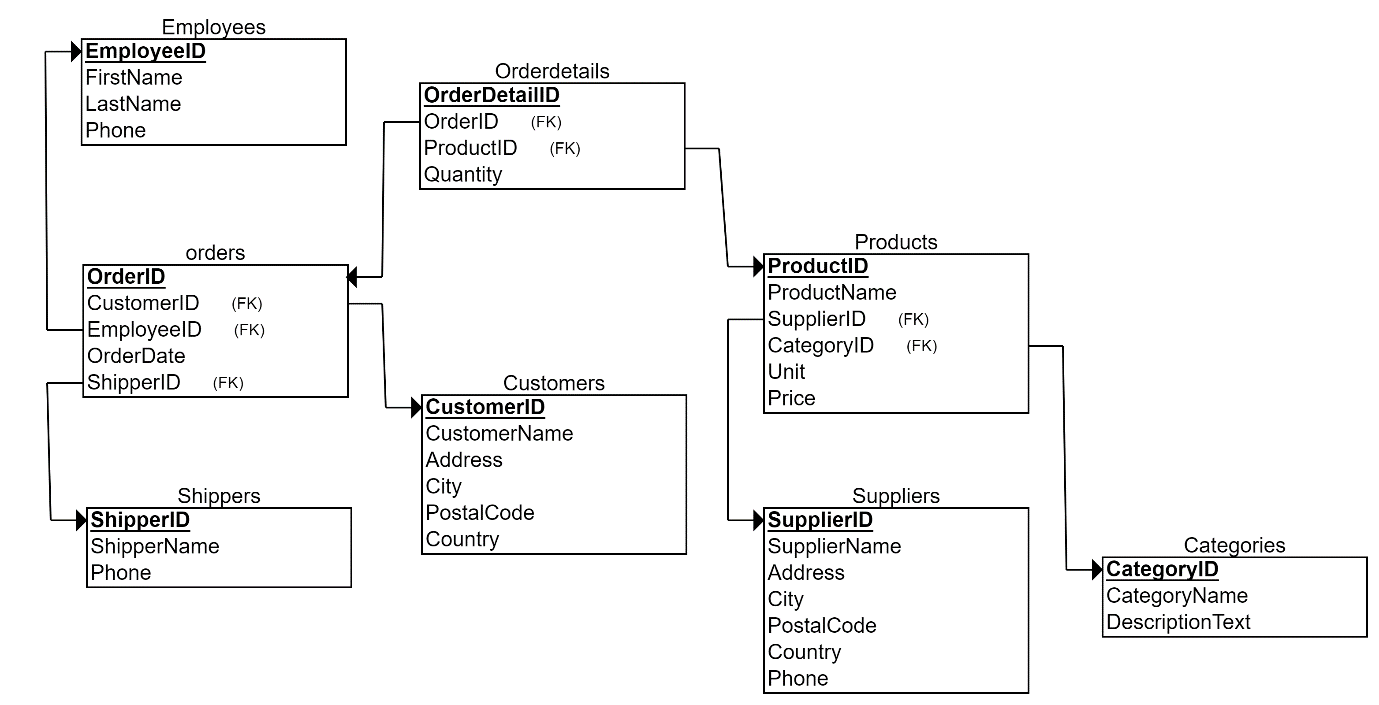 Employees
EmployeeID
FirstName
LastName
Phone
Orderdetails
OrderDetailID
OrderID (FK)
ProductID (FK)
Quantity
orders
OrderID
CustomerID (FK)
EmployeeID (FK)
OrderDate
ShipperID (FK)
Products
ProductID
ProductName
SupplierID (FK)
CategoryID (FK)
Unit
Price
Customers
CustomerID
CustomerName
Address
City
PostalCode
Country
Shippers
ShipperID
ShipperName
Phone
Suppliers
SupplierID
SupplierName
Address
City
PostalCode
Country
Phone
Categories
CategoryID
CategoryName
DescriptionText